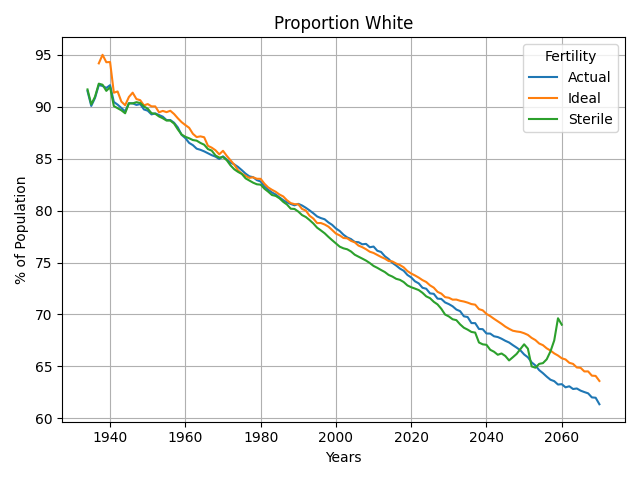 Proportion White
Fertility
Actual
Ideal
Sterile
% of Population
95
90
85
80
75
70
65
60
1940
1960
1980
2000
2020
2040
2060
Years